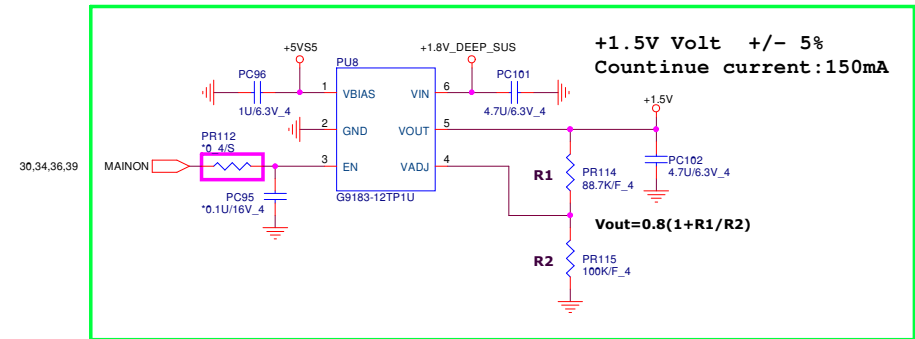 +1.5V Volt +/- 5%
Countinue current:150mA
+5VS5
+1.8V_DEEP_SUS
PU8
PC96
1U/6.3V_4
1
VBIAS
VIN
6
PC101
4.7U/6.3V_4
+1.5V
2
GND
VOUT
5
PR112
*0_4/S
30,34,36,39
MAINON
3
EN
VADJ
4
PC95
*0.1U/16V_4
G9183-12TP1U
R1
PR114
88.7K/F_4
PC102
4.7U/6.3V_4
Vout=0.8(1+R1/R2)
R2
PR115
100K/F_4